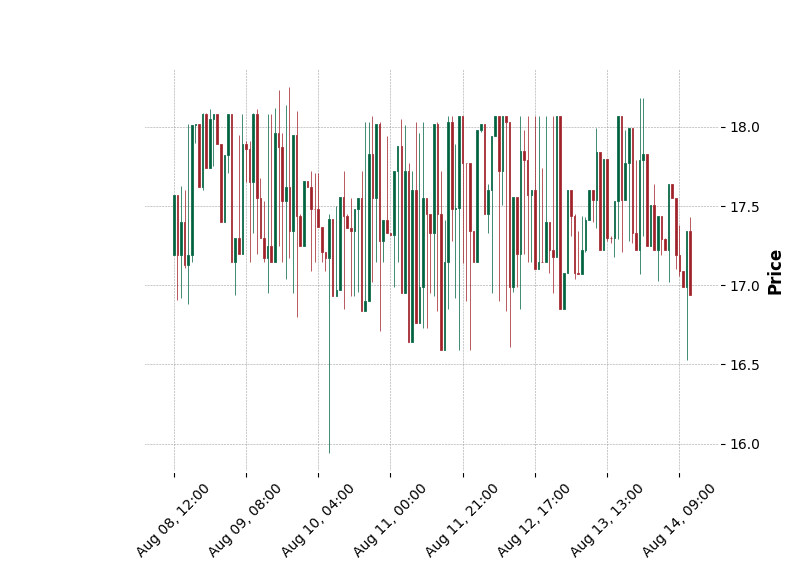 18.0
17.5
17.0
16.5
16.0
Price
Aug 08, 12:00
Aug 09, 08:00
Aug 10, 04:00
Aug 11, 00:00
Aug 11, 21:00
Aug 12, 17:00
Aug 13, 13:00
Aug 14, 09:00